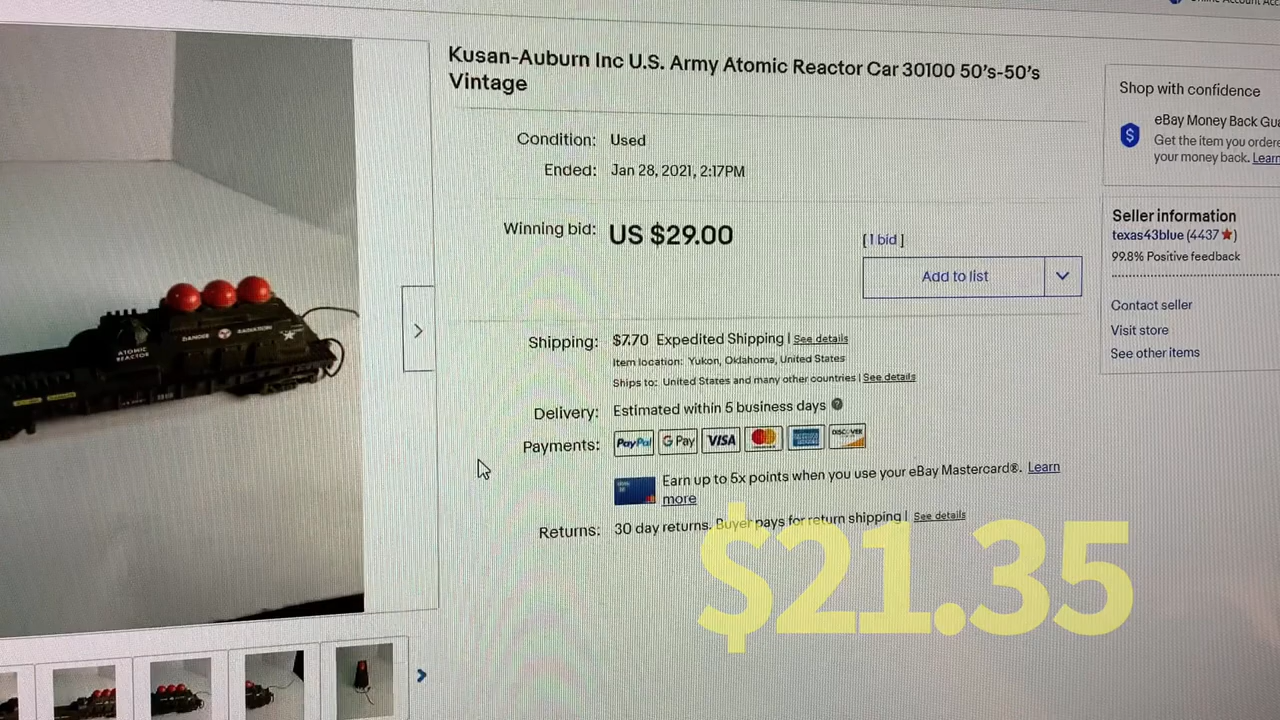 Kusan-Auburn Inc U.S. Army Atomic Reactor Car 30100 50's-50's
Vintage
Condition: Used
Ended: Jan 28, 2021, 2:17PM
Winning bid: US $29.00
[ 1 bid ]
Add to list
Shipping: $7.70 Expedited Shipping | See details
Item location: Yukon, Oklahoma, United States
Ships to: United States and many other countries | See details
Delivery: Estimated within 5 business days
Payments: PayPal G Pay VISA DISCOVER
Earn up to 5x points when you use your eBay Mastercard®. Learn
more
Returns: 30 day returns. Buyer pays for return shipping | See details
$21.35
Shop with confidence
eBay Money Back Gua
Get the item you ordere
your money back. Learn
Seller information
texas43blue (4437)
99.8% Positive feedback
Contact seller
Visit store
See other items
ATOMIC
REACTOR
DANGER RADIATION